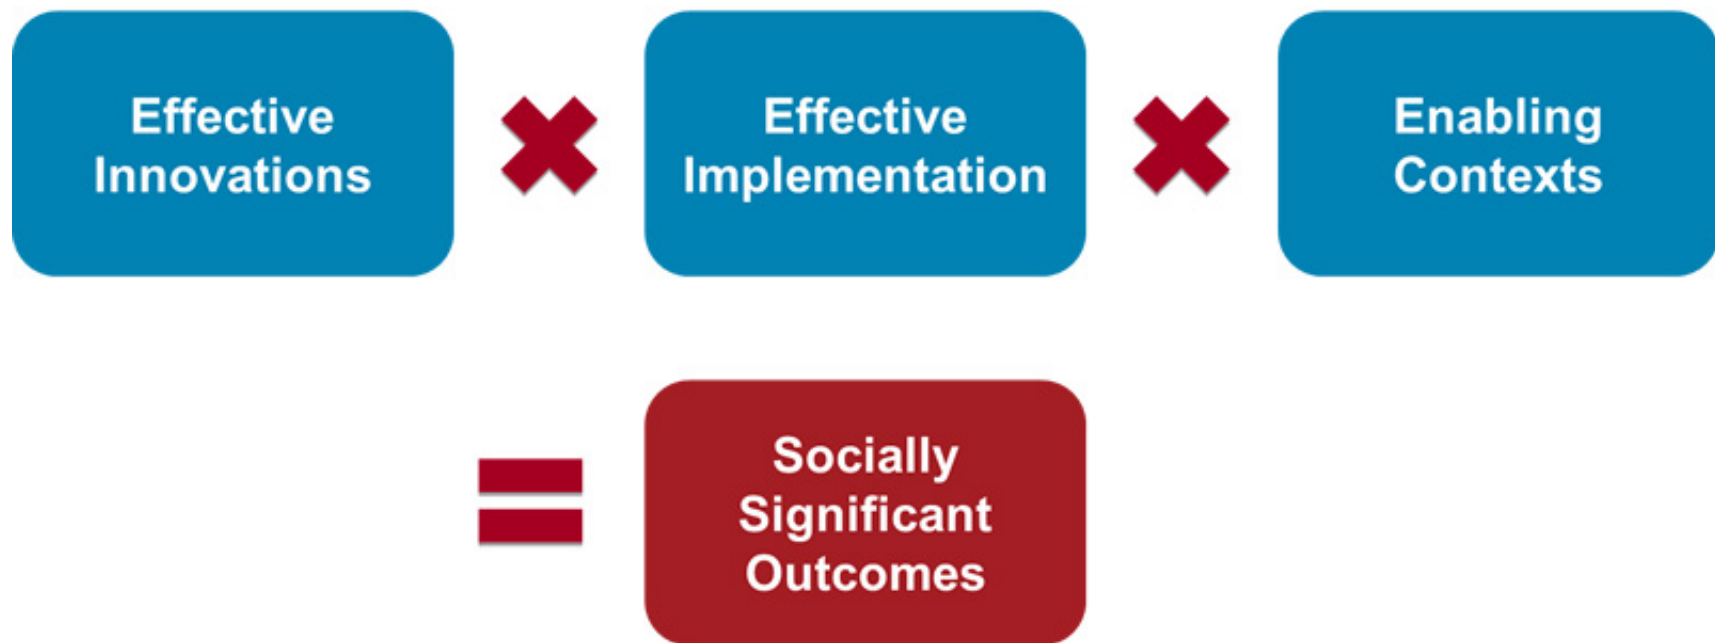 Effective
Innovations
Effective
Implementation
Enabling
Contexts
Socially
Significant
Outcomes